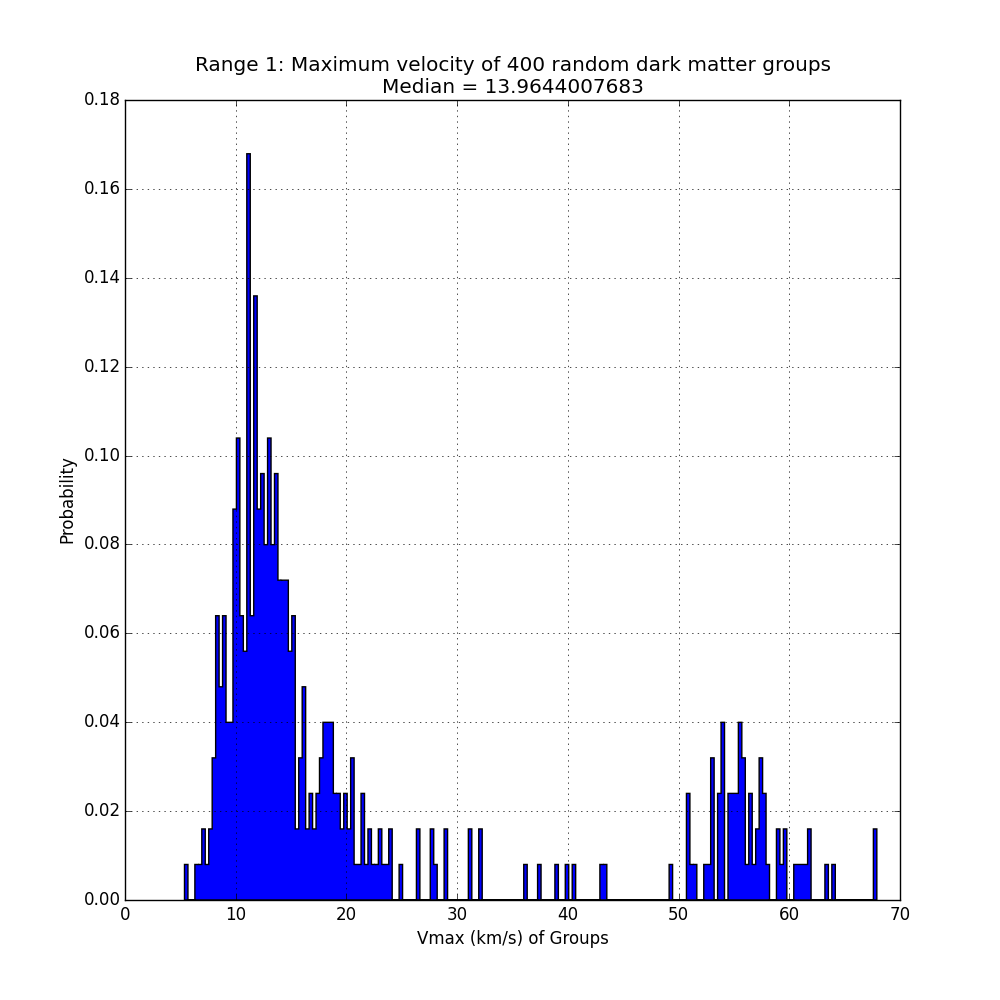 Range 1: Maximum velocity of 400 random dark matter groups
Median = 13.9644007683
0.18
0.16
0.14
0.12
0.10
0.08
0.06
0.04
0.02
0.00
Probability
0 10 20 30 40 50 60 70
Vmax (km/s) of Groups